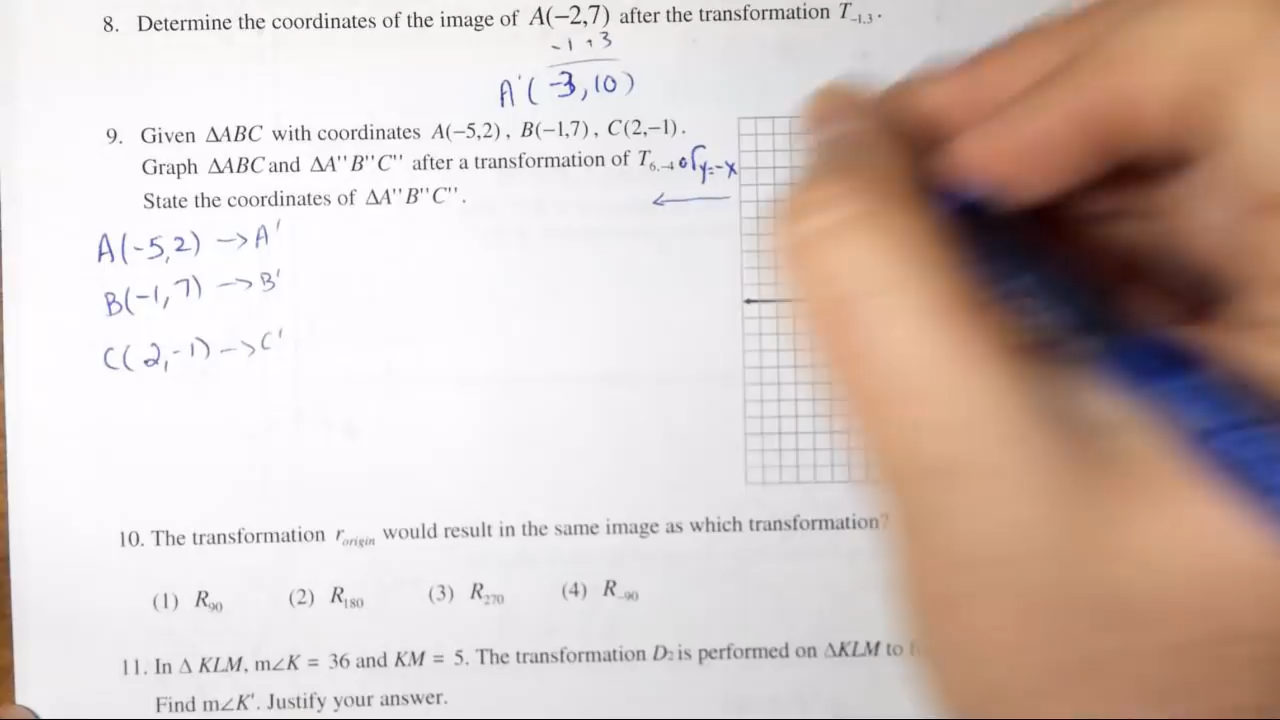 8. Determine the coordinates of the image of A(−2,7) after the transformation T₋₁,₃.
-1 +3
A'(-3,10)
9. Given ΔABC with coordinates A(−5,2), B(−1,7), C(2,−1).
Graph ΔABC and ΔA''B''C'' after a transformation of T₆,₋₁ ∘ r y=-x
State the coordinates of ΔA''B''C''.
A(-5,2) → A'
B(-1,7) → B'
C(2,-1) → C'
10. The transformation r origin would result in the same image as which transformation?
(1) R₉₀ (2) R₁₈₀ (3) R₂₇₀ (4) R₋₉₀
11. In Δ KLM, m∠K = 36 and KM = 5. The transformation D₂ is performed on ΔKLM to
Find m∠K'. Justify your answer.